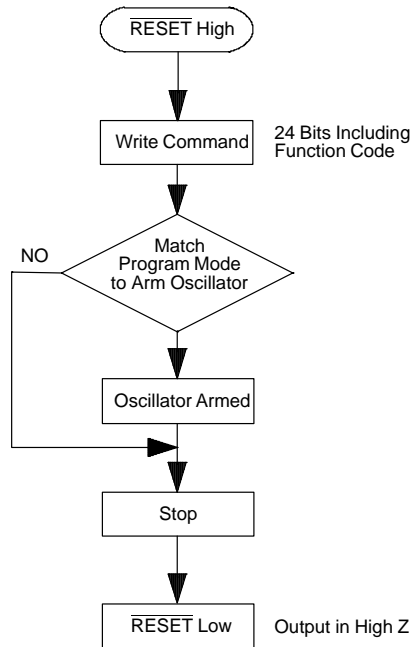 RESET High
Write Command
24 Bits Including
Function Code
Match
Program Mode
to Arm Oscillator
NO
Oscillator Armed
Stop
RESET Low
Output in High Z